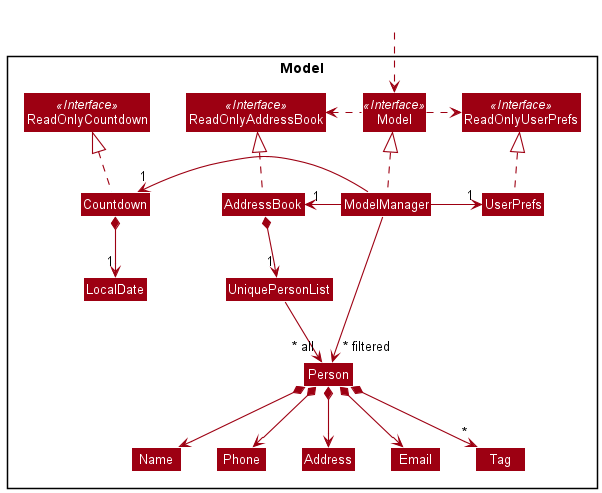 Model
«Interface»
ReadOnlyCountdown
«Interface»
ReadOnlyAddressBook
«Interface»
Model
«Interface»
ReadOnlyUserPrefs
1
1
1
Countdown
AddressBook
ModelManager
UserPrefs
1
1
LocalDate
UniquePersonList
* all
* filtered
Person
*
Name
Phone
Address
Email
Tag